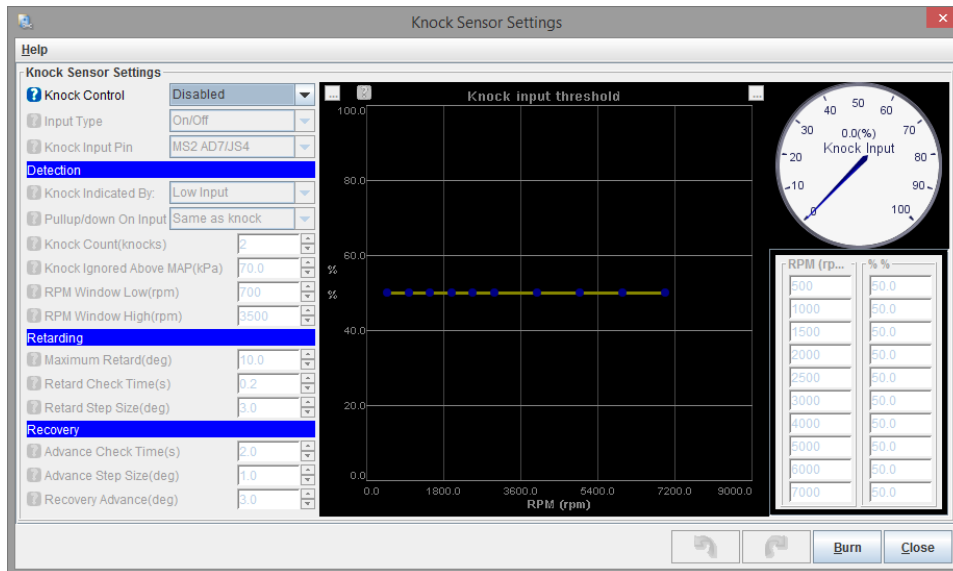 Knock Sensor Settings
Help
Knock Sensor Settings
Knock Control Disabled
Input Type On/Off
Knock Input Pin MS2 AD7/JS4
Detection
Knock Indicated By: Low Input
Pullup/down On Input Same as knock
Knock Count(knocks) 2
Knock Ignored Above MAP(kPa) 70.0
RPM Window Low(rpm) 700
RPM Window High(rpm) 3500
Retarding
Maximum Retard(deg) 10.0
Retard Check Time(s) 0.2
Retard Step Size(deg) 3.0
Recovery
Advance Check Time(s) 2.0
Advance Step Size(deg) 1.0
Recovery Advance(deg) 3.0
... ? ...
Knock input threshold
100.0
80.0
60.0
%
%
40.0
20.0
0.0
0.0 1800.0 3600.0 5400.0 7200.0 9000.0
RPM (rpm)
0 10 20 30 40 50 60 70 80 90 100
0.0(%)
Knock Input
RPM (rp... % %
500 50.0
1000 50.0
1500 50.0
2000 50.0
2500 50.0
3000 50.0
4000 50.0
5000 50.0
6000 50.0
7000 50.0
Burn Close